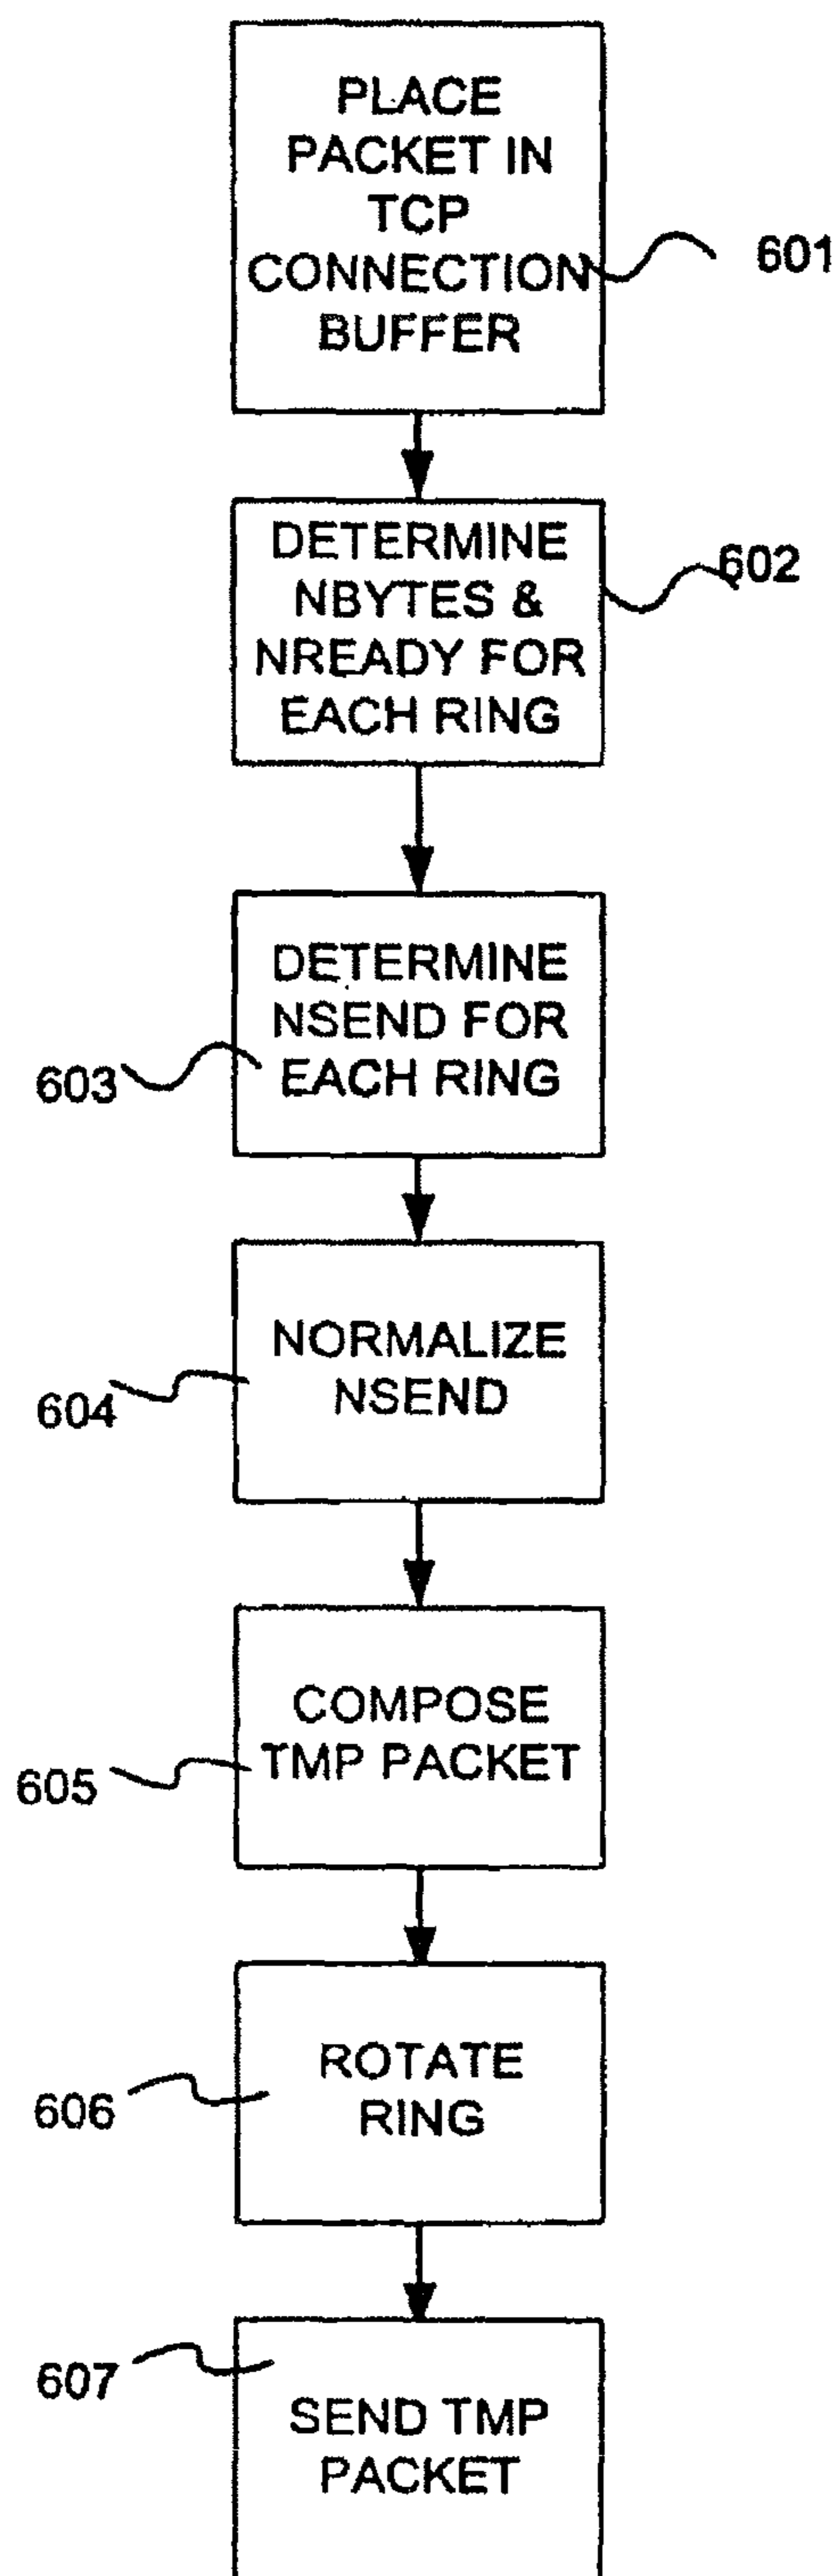 PLACE
PACKET IN
TCP
CONNECTION
BUFFER
601
DETERMINE
NBYTES &
NREADY FOR
EACH RING
602
DETERMINE
NSEND FOR
EACH RING
603
NORMALIZE
NSEND
604
COMPOSE
TMP PACKET
605
ROTATE
RING
606
607
SEND TMP
PACKET